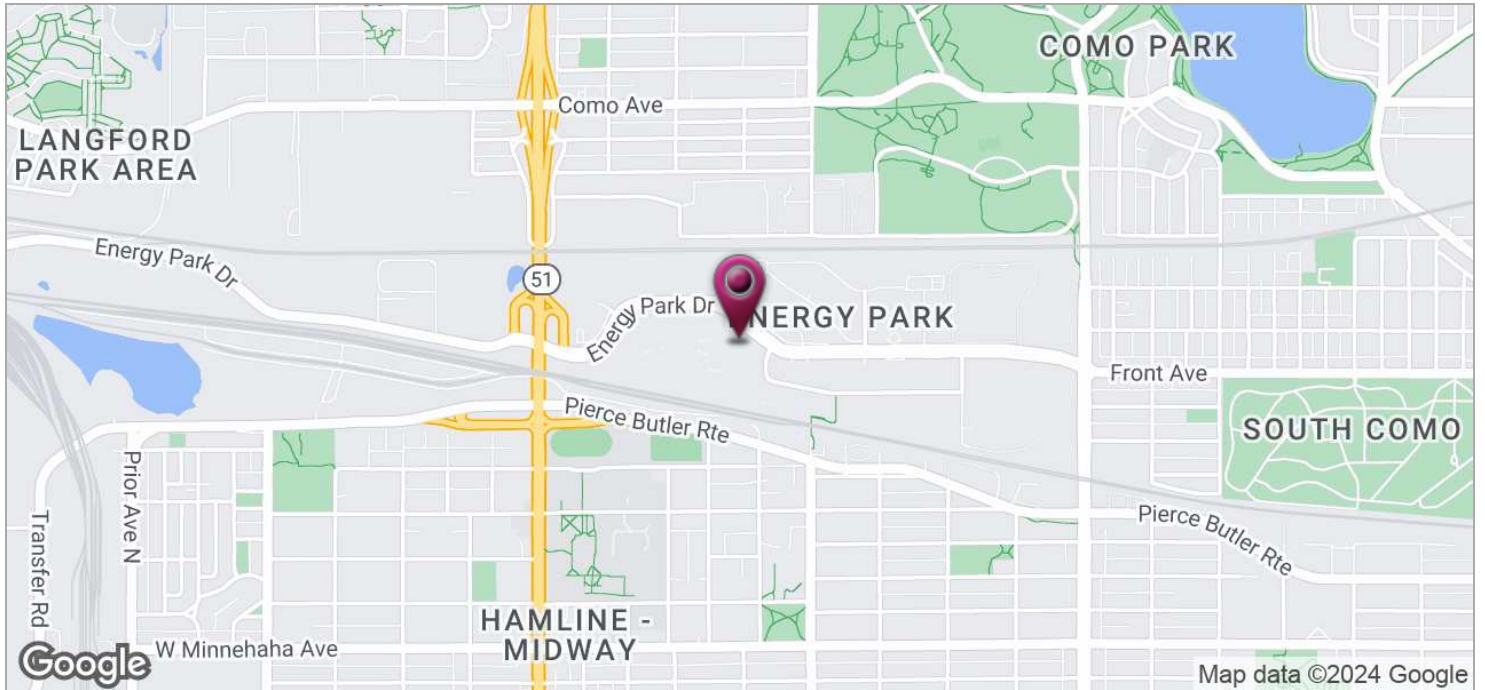 COMO PARK
Como Ave
LANGFORD
PARK AREA
Energy Park Dr
51
Energy Park Dr
NERGY PARK
Front Ave
Pierce Butler Rte
SOUTH COMO
Prior Ave N
Transfer Rd
Pierce Butler Rte
HAMLINE -
MIDWAY
W Minnehaha Ave
Google
Map data ©2024 Google